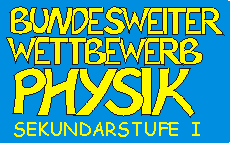 BUNDESWEITER
WETTBEWERB
PHYSIK
SEKUNDARSTUFE I